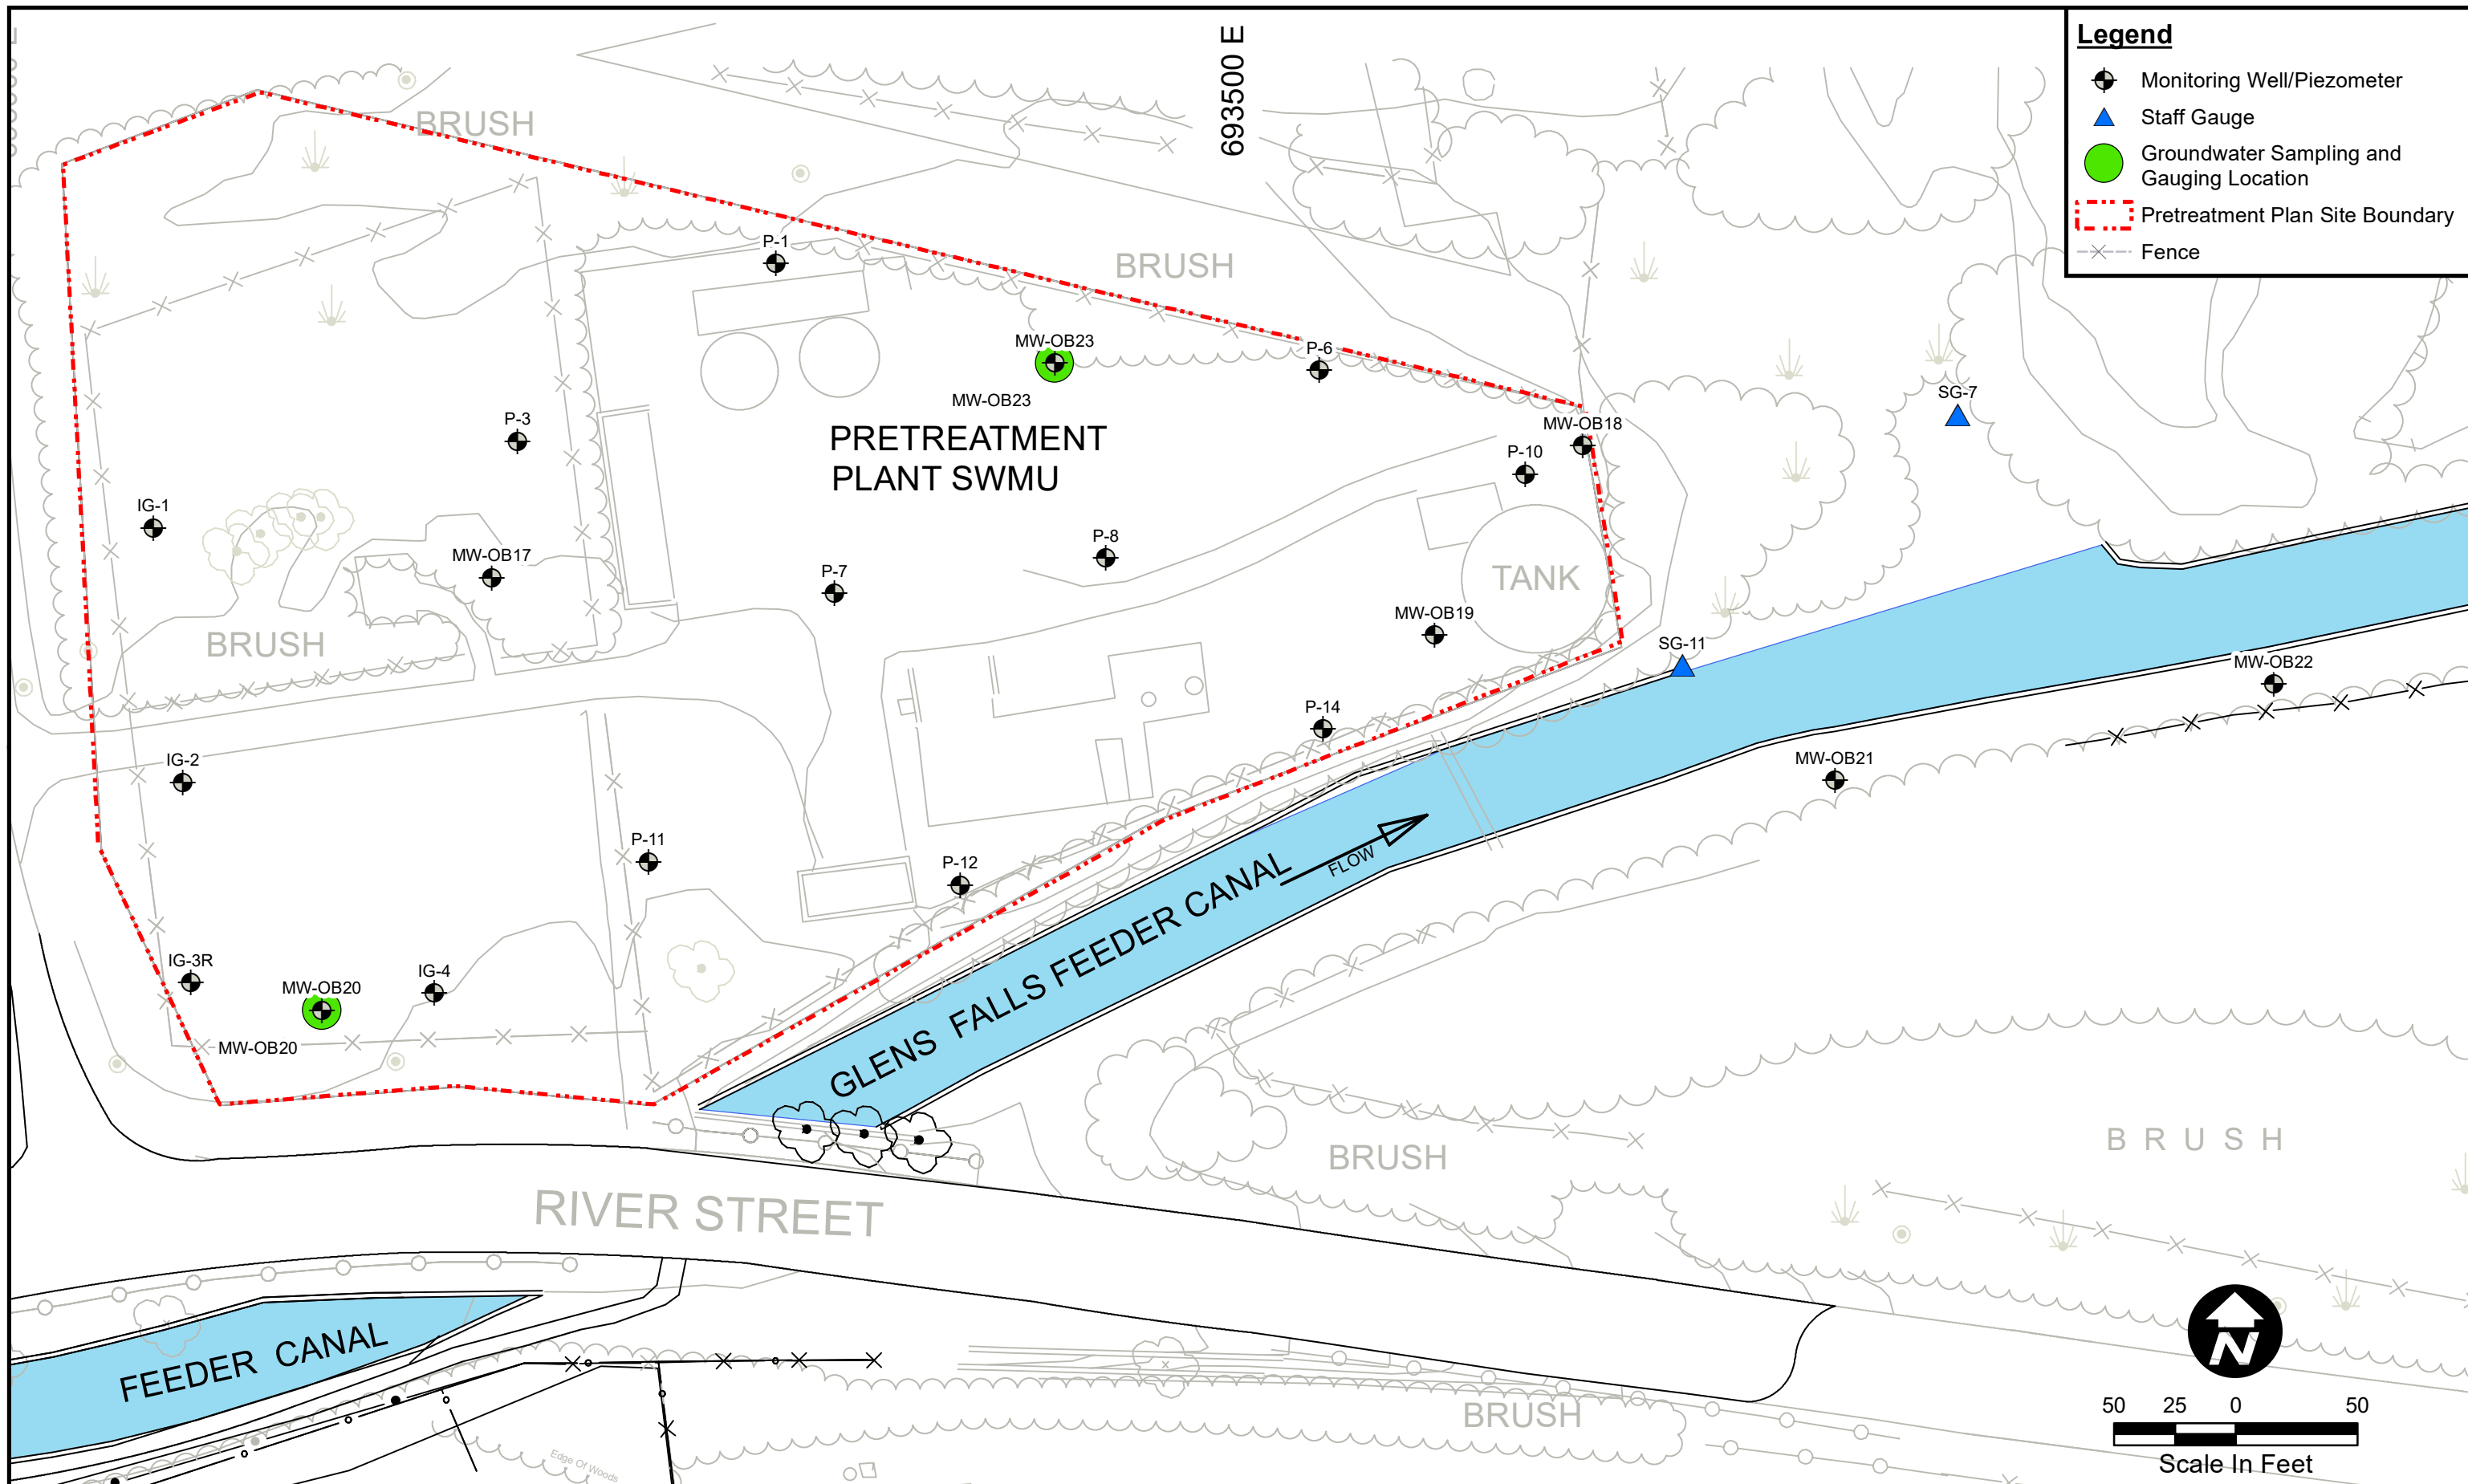 693500 E
Legend
Monitoring Well/Piezometer
Staff Gauge
Groundwater Sampling and
Gauging Location
Pretreatment Plan Site Boundary
Fence
BRUSH
P-1
BRUSH
MW-OB23
P-6
MW-OB23
SG-7
P-3
MW-OB18
PRETREATMENT
PLANT SWMU
P-10
IG-1
P-8
MW-OB17
P-7
TANK
MW-OB19
BRUSH
SG-11
MW-OB22
P-14
IG-2
MW-OB21
P-11
P-12
FLOW
GLENS FALLS FEEDER CANAL
IG-3R
IG-4
MW-OB20
MW-OB20
BRUSH
B R U S H
RIVER STREET
N
FEEDER CANAL
BRUSH
50 25 0 50
Scale In Feet
Edge Of Woods